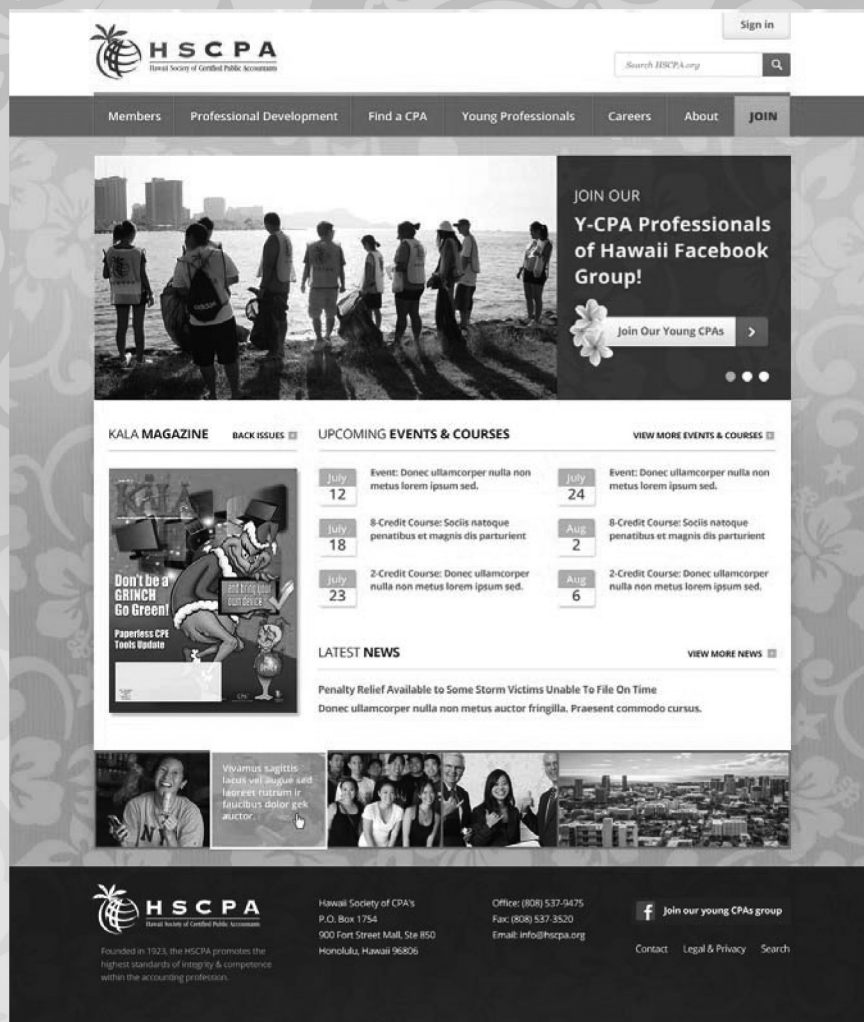 HSCPA
Hawaii Society of Certified Public Accountants
Sign in
Search HSCPA.org
Members
Professional Development
Find a CPA
Young Professionals
Careers
About
JOIN
JOIN OUR
Y-CPA Professionals
of Hawaii Facebook
Group!
Join Our Young CPAs
KALA MAGAZINE
BACK ISSUES
KALA
Don't be a
GRINCH
Go Green!
Paperless CPE
Tools Update
and bring your
own device
UPCOMING EVENTS & COURSES
VIEW MORE EVENTS & COURSES
July
12
Event: Donec ullamcorper nulla non
metus lorem ipsum sed.
July
18
8-Credit Course: Sociis natoque
penatibus et magnis dis parturient
July
23
2-Credit Course: Donec ullamcorper
nulla non metus lorem ipsum sed.
July
24
Event: Donec ullamcorper nulla non
metus lorem ipsum sed.
Aug
2
8-Credit Course: Sociis natoque
penatibus et magnis dis parturient
Aug
6
2-Credit Course: Donec ullamcorper
nulla non metus lorem ipsum sed.
LATEST NEWS
VIEW MORE NEWS
Penalty Relief Available to Some Storm Victims Unable To File On Time
Donec ullamcorper nulla non metus auctor fringilla. Praesent commodo cursus.
Vivamus sagittis
lacus vel augue sed
laoreet rutrum ir
faucibus dolor gek
auctor.
HSCPA
Hawaii Society of Certified Public Accountants
Founded in 1923, the HSCPA promotes the
highest standards of integrity & competence
within the accounting profession.
Hawaii Society of CPA's
P.O. Box 1754
900 Fort Street Mall, Ste 850
Honolulu, Hawaii 96806
Office: (808) 537-9475
Fax: (808) 537-3520
Email: info@hscpa.org
f Join our young CPAs group
Contact
Legal & Privacy
Search